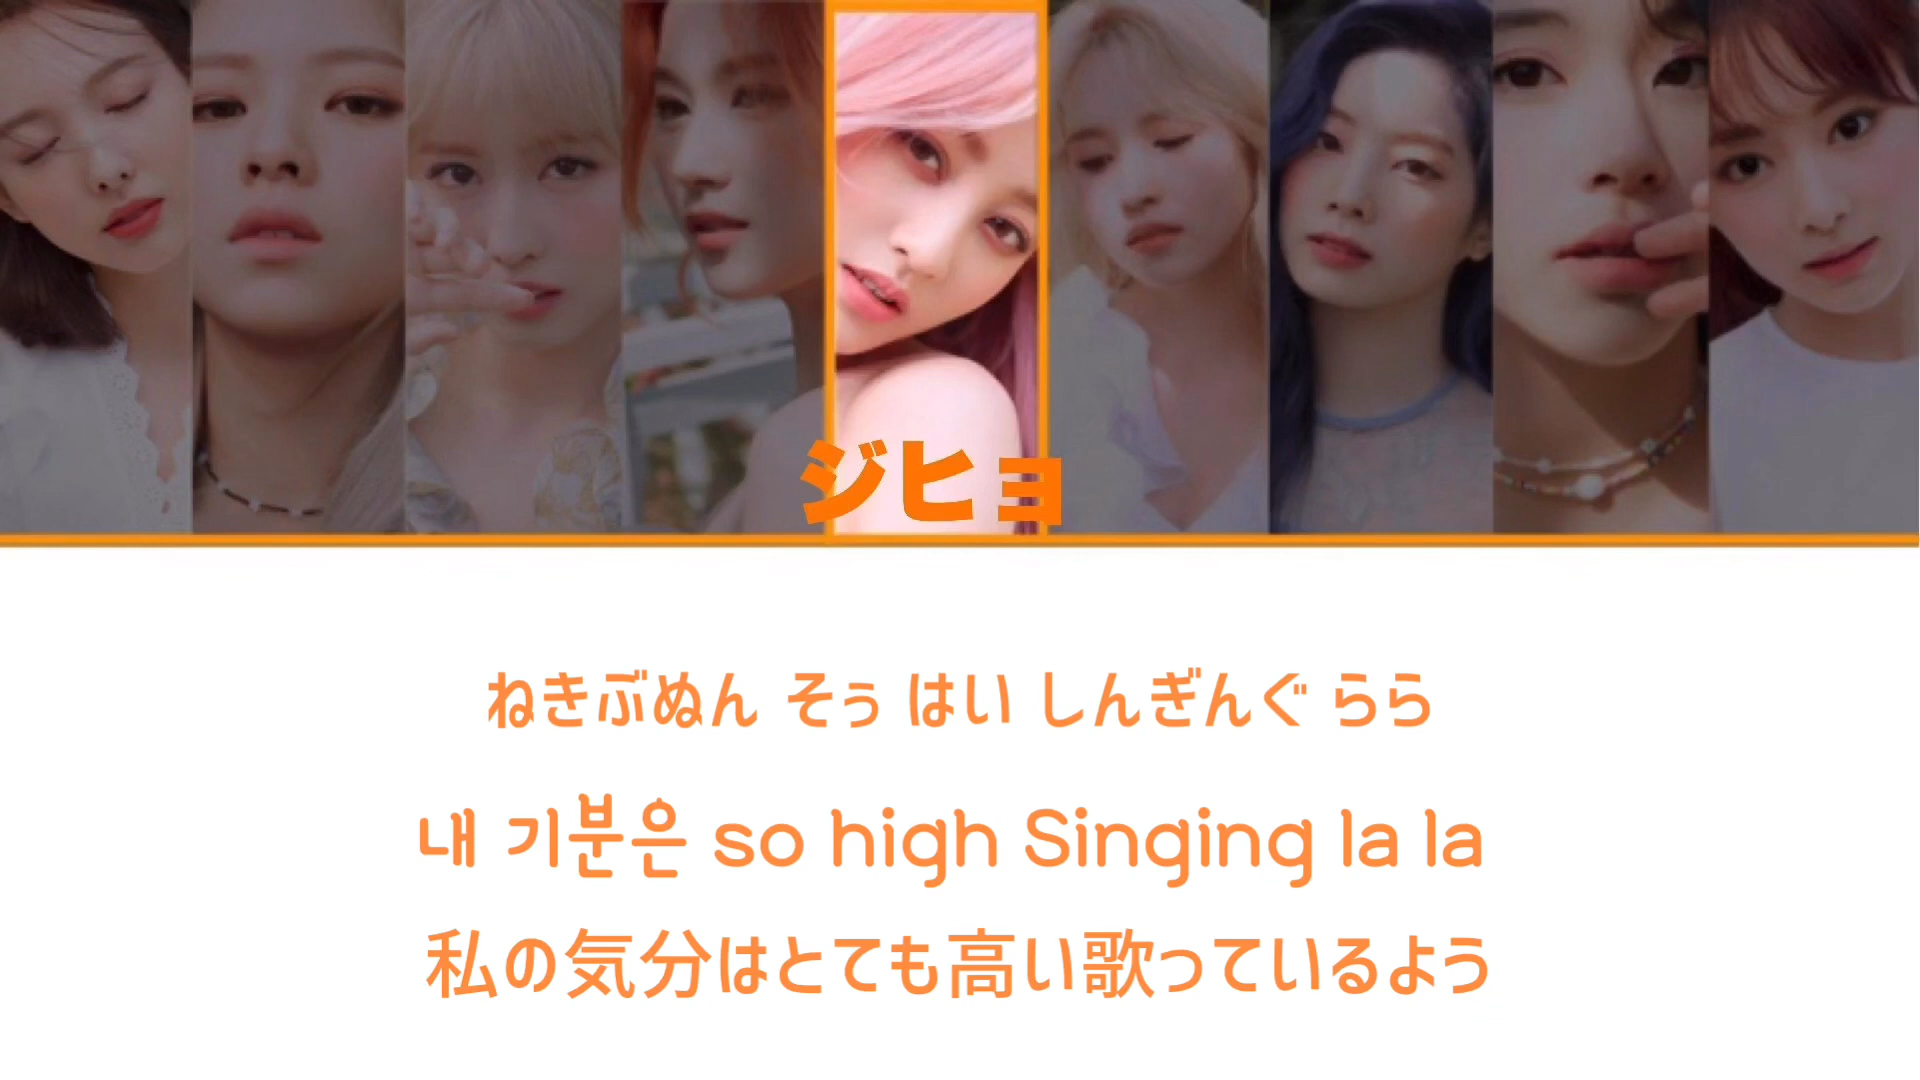 ジヒョ
ねきぶぬん そぅ はい しんぎんぐ らら
내 기분은 so high Singing la la
私の気分はとても高い歌っているよう